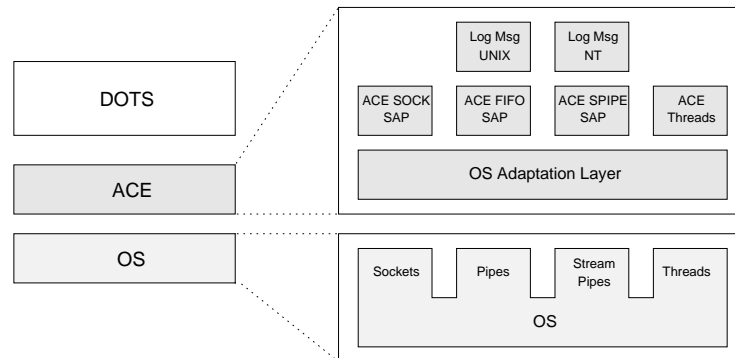 DOTS
ACE
OS
Log Msg
UNIX
Log Msg
NT
ACE SOCK
SAP
ACE FIFO
SAP
ACE SPIPE
SAP
ACE
Threads
OS Adaptation Layer
Sockets
Pipes
Stream
Pipes
Threads
OS